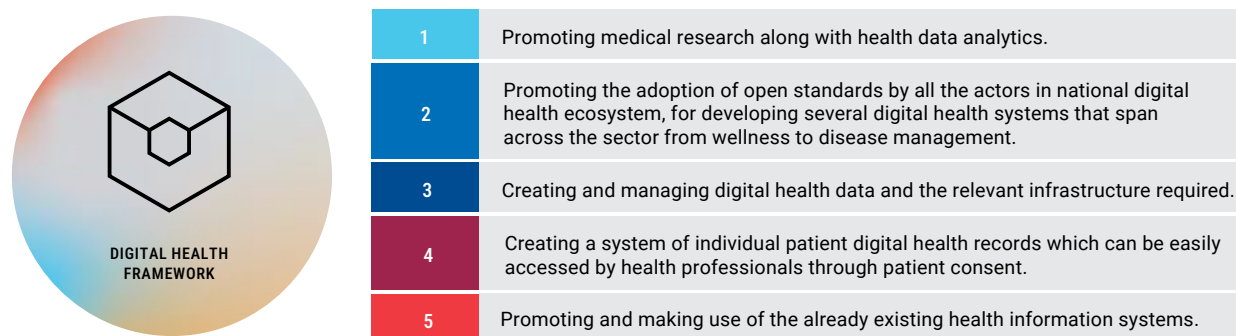 DIGITAL HEALTH
FRAMEWORK
1
Promoting medical research along with health data analytics.
2
Promoting the adoption of open standards by all the actors in national digital
health ecosystem, for developing several digital health systems that span
across the sector from wellness to disease management.
3
Creating and managing digital health data and the relevant infrastructure required.
4
Creating a system of individual patient digital health records which can be easily
accessed by health professionals through patient consent.
5
Promoting and making use of the already existing health information systems.